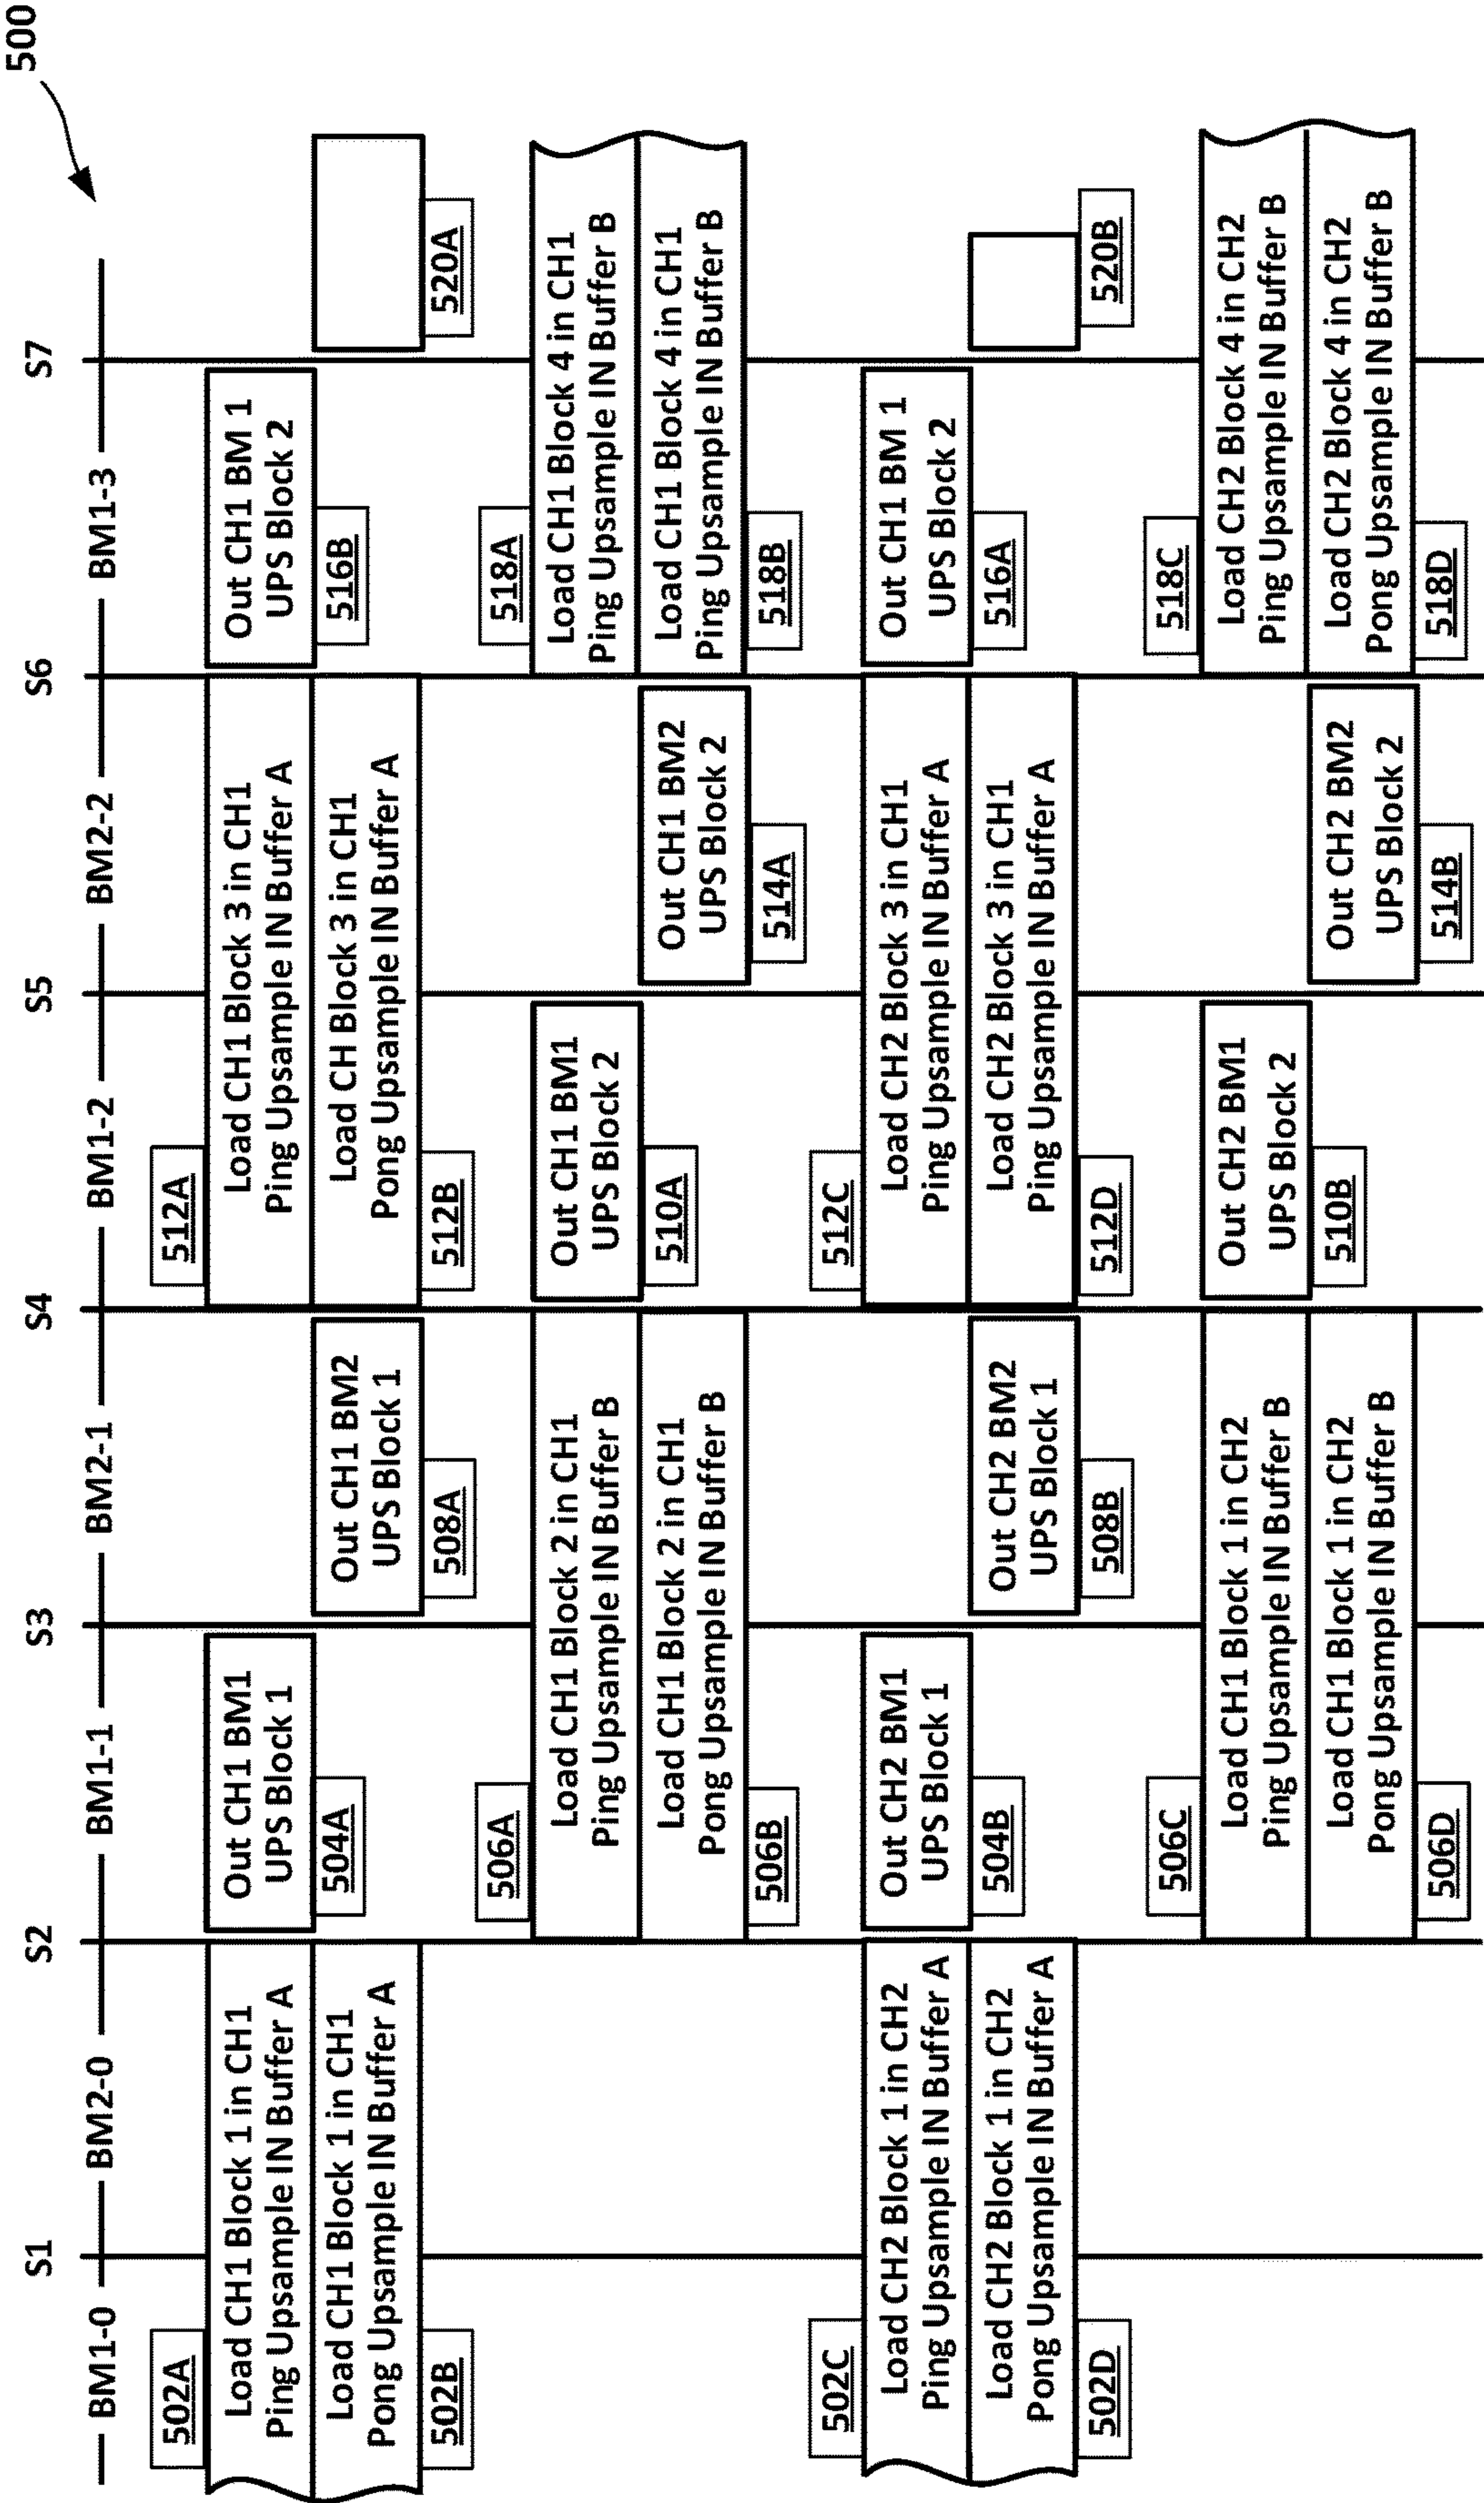 500
S1
S2
S3
S4
S5
S6
S7
BM1-0
BM2-0
BM1-1
BM2-1
BM1-2
BM2-2
BM1-3
502A
Load CH1 Block 1 in CH1
Ping Upsample IN Buffer A
Load CH1 Block 1 in CH1
Pong Upsample IN Buffer A
502B
Out CH1 BM1
UPS Block 1
504A
Out CH1 BM2
UPS Block 1
508A
512A
Load CH1 Block 3 in CH1
Ping Upsample IN Buffer A
Load CH Block 3 in CH1
Pong Upsample IN Buffer A
512B
Out CH1 BM 1
UPS Block 2
516B
520A
506A
Load CH1 Block 2 in CH1
Ping Upsample IN Buffer B
Load CH1 Block 2 in CH1
Pong Upsample IN Buffer B
506B
Out CH1 BM1
UPS Block 2
510A
Out CH1 BM2
UPS Block 2
514A
518A
Load CH1 Block 4 in CH1
Ping Upsample IN Buffer B
Load CH1 Block 4 in CH1
Ping Upsample IN Buffer B
518B
502C
Load CH2 Block 1 in CH2
Ping Upsample IN Buffer A
Load CH2 Block 1 in CH2
Pong Upsample IN Buffer A
502D
Out CH2 BM1
UPS Block 1
504B
Out CH2 BM2
UPS Block 1
508B
512C
Load CH2 Block 3 in CH1
Ping Upsample IN Buffer A
Load CH2 Block 3 in CH1
Ping Upsample IN Buffer A
512D
Out CH1 BM 1
UPS Block 2
516A
520B
506C
Load CH1 Block 1 in CH2
Ping Upsample IN Buffer B
Load CH1 Block 1 in CH2
Pong Upsample IN Buffer B
506D
Out CH2 BM1
UPS Block 2
510B
Out CH2 BM2
UPS Block 2
514B
518C
Load CH2 Block 4 in CH2
Ping Upsample IN Buffer B
Load CH2 Block 4 in CH2
Pong Upsample IN Buffer B
518D